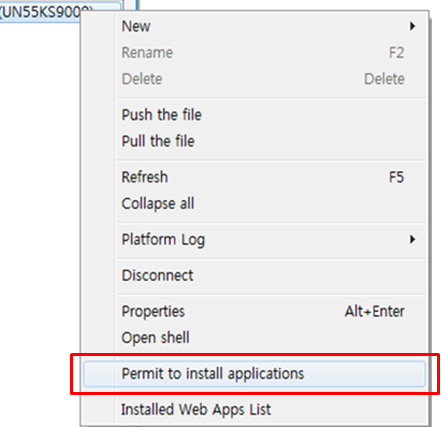 (UN55KS9000)
New
Rename F2
Delete Delete
Push the file
Pull the file
Refresh F5
Collapse all
Platform Log
Disconnect
Properties Alt+Enter
Open shell
Permit to install applications
Installed Web Apps List